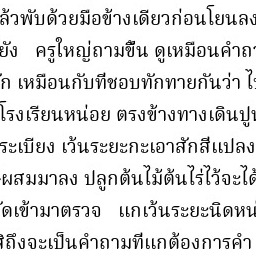 ล้วพับด้วยมือข้างเดียวก่อนโยนลง
ยัง ครูใหญ่ถามขึ้น ดูเหมือนคำถา
ัก เหมือนกับที่ชอบทักทายกันว่า ไป
โรงเรียนหน่อย ตรงข้างทางเดินปูน
ระเบียง เว้นระยะกะเอาสักสี่แปลง
ผสมมาลง ปลูกต้นไม้ต้นไร่ไว้จะได้
ัดเข้ามาตรวจ แกเว้นระยะนิดหน่
สิถึงจะเป็นคำถามที่แกต้องการคำ